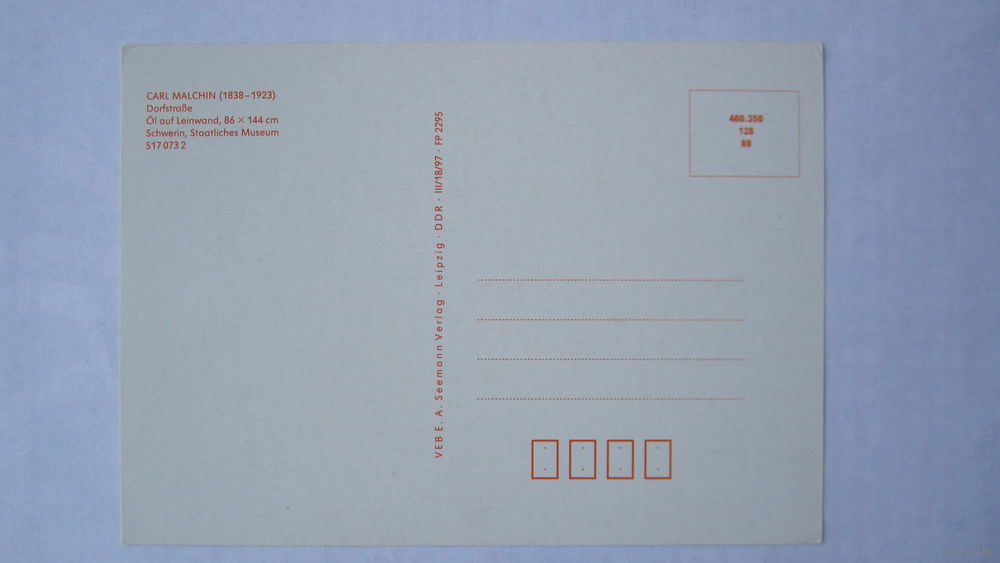 CARL MALCHIN (1838–1923)
Dorfstraße
Öl auf Leinwand, 86 × 144 cm
Schwerin, Staatliches Museum
517 073 2
VEB E. A. Seemann Verlag · Leipzig · DDR · III/18/97 · FP 2295
460.350
128
89